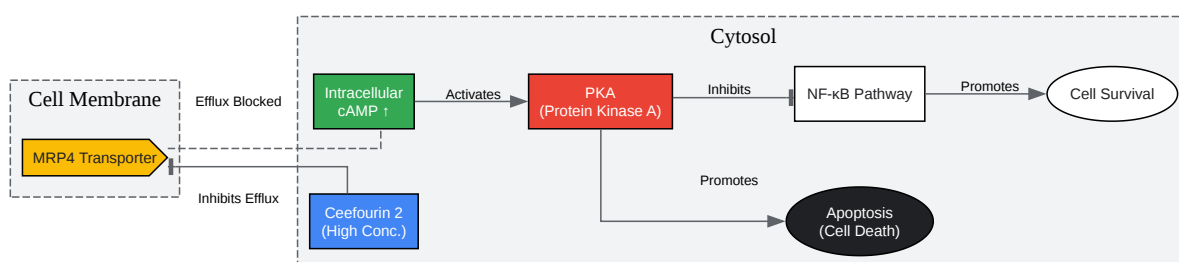 Cytosol
Cell Membrane
Efflux Blocked
Intracellular
cAMP ↑
Activates
PKA
(Protein Kinase A)
Inhibits
NF-κB Pathway
Promotes
Cell Survival
MRP4 Transporter
Inhibits Efflux
Ceefourin 2
(High Conc.)
Promotes
Apoptosis
(Cell Death)